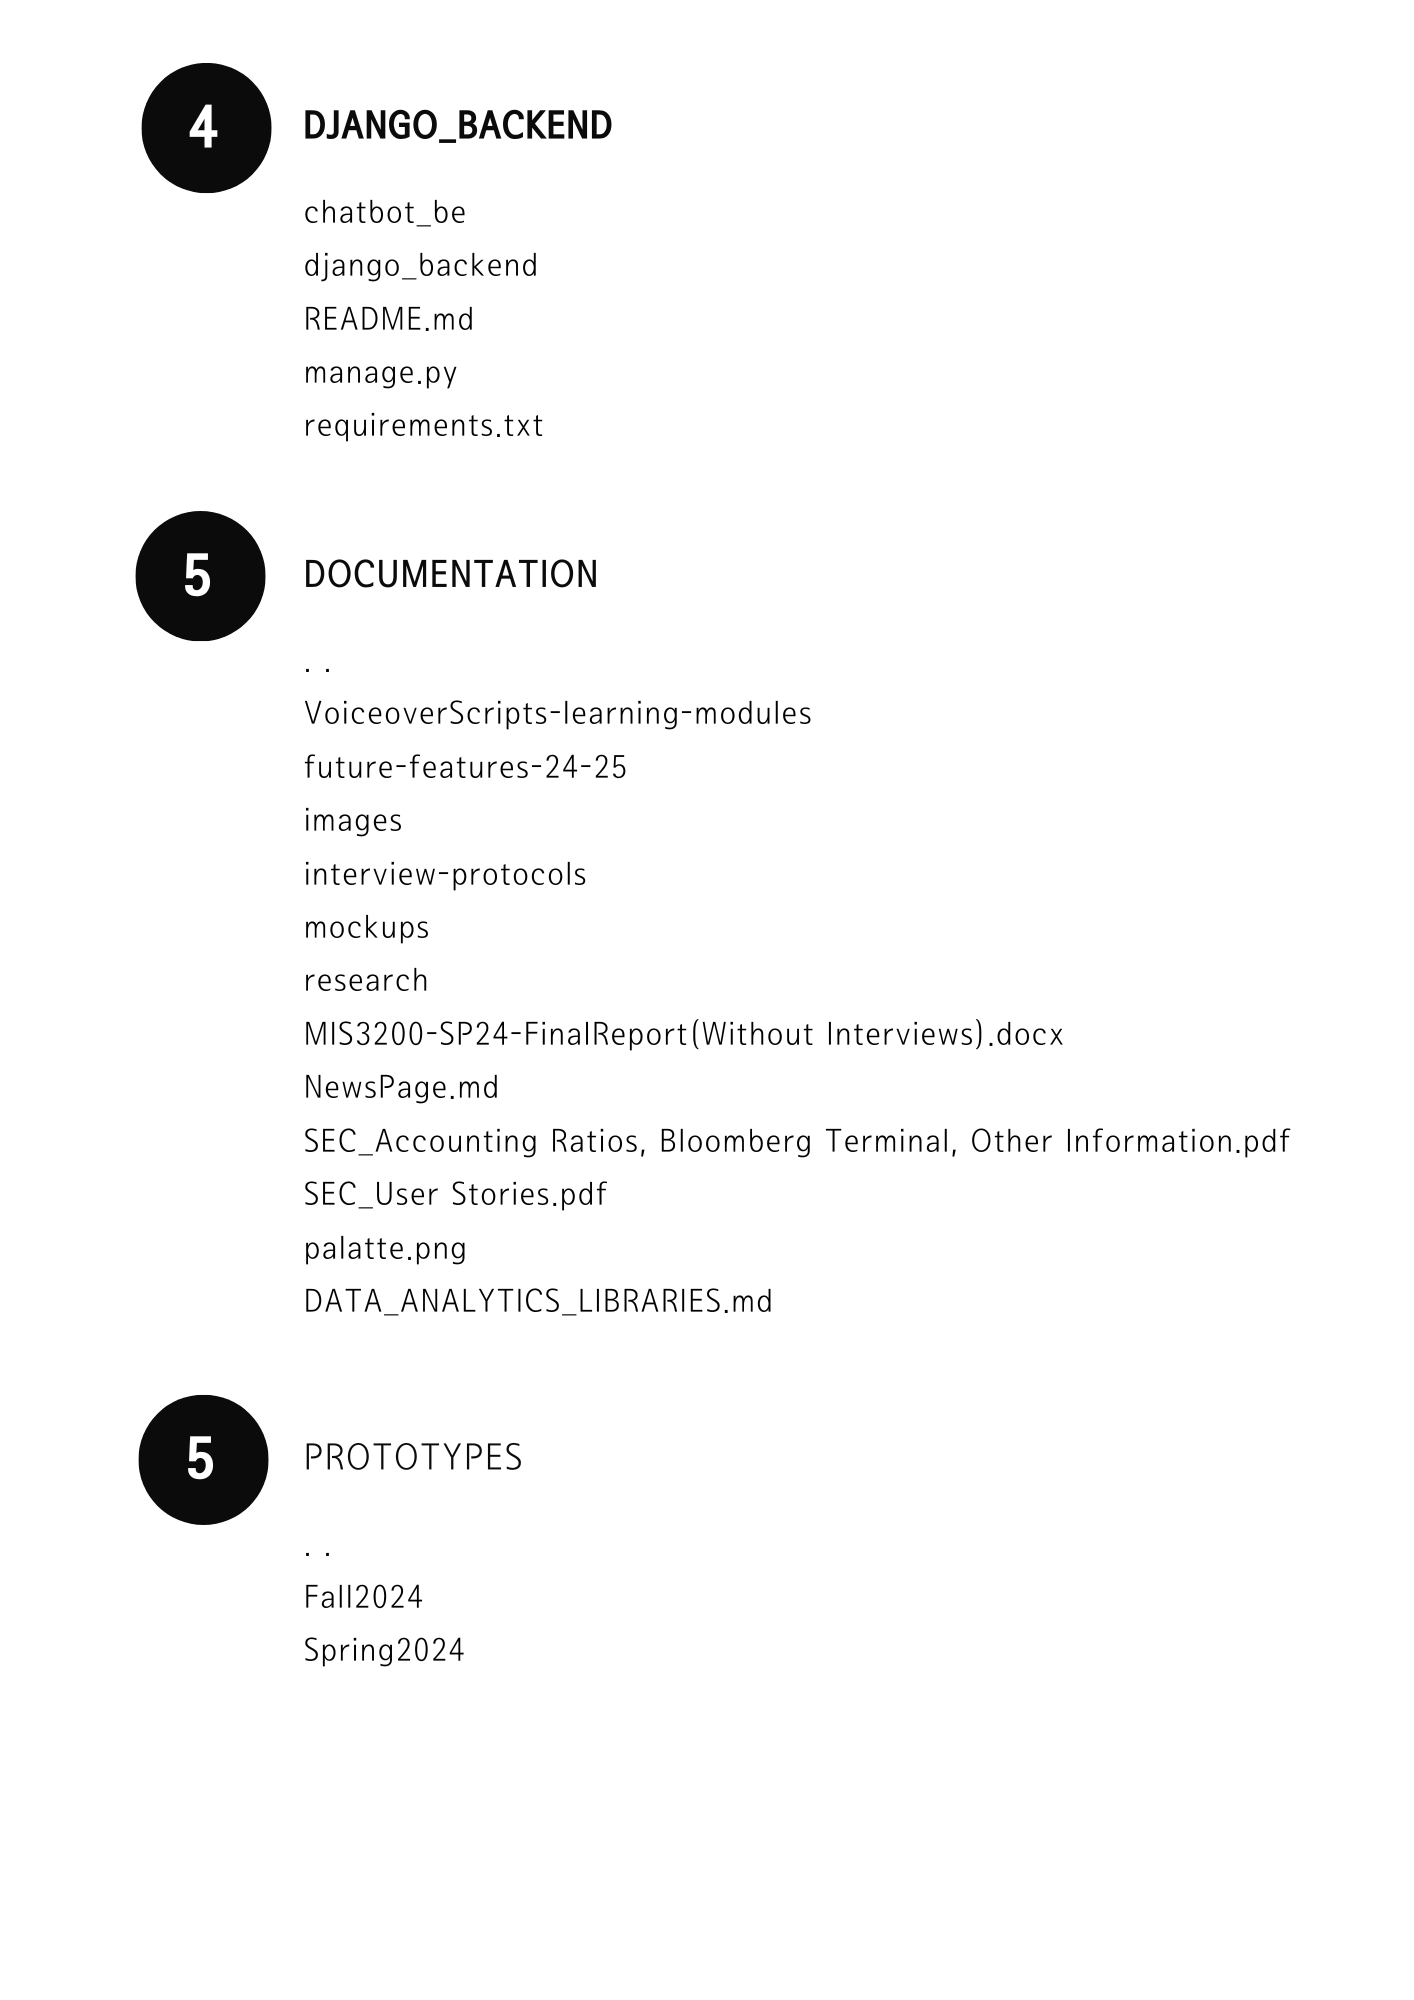 4 DJANGO_BACKEND
chatbot_be
django_backend
README.md
manage.py
requirements.txt
5 DOCUMENTATION
. .
VoiceoverScripts-learning-modules
future-features-24-25
images
interview-protocols
mockups
research
MIS3200-SP24-FinalReport(Without Interviews).docx
NewsPage.md
SEC_Accounting Ratios, Bloomberg Terminal, Other Information.pdf
SEC_User Stories.pdf
palatte.png
DATA_ANALYTICS_LIBRARIES.md
5 PROTOTYPES
. .
Fall2024
Spring2024